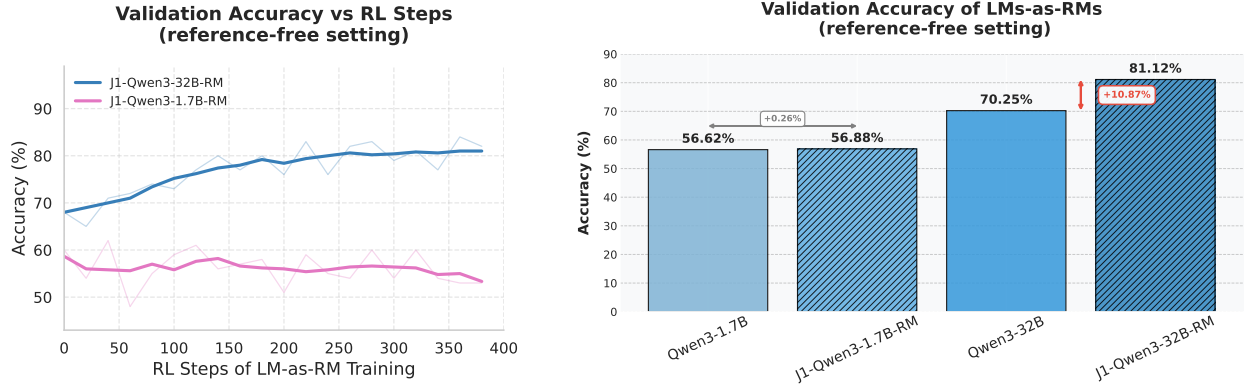 Validation Accuracy vs RL Steps
(reference-free setting)
J1-Qwen3-32B-RM
J1-Qwen3-1.7B-RM
Accuracy (%)
90
80
70
60
50
0 50 100 150 200 250 300 350 400
RL Steps of LM-as-RM Training
Validation Accuracy of LMs-as-RMs
(reference-free setting)
Accuracy (%)
90
80
70
60
50
40
30
20
10
0
56.62%
+0.26%
56.88%
70.25%
+10.87%
81.12%
Qwen3-1.7B
J1-Qwen3-1.7B-RM
Qwen3-32B
J1-Qwen3-32B-RM